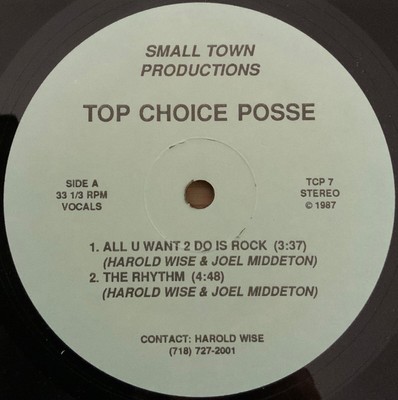 SMALL TOWN
PRODUCTIONS
TOP CHOICE POSSE
SIDE A
33 1/3 RPM
VOCALS
TCP 7
STEREO
© 1987
1. ALL U WANT 2 DO IS ROCK (3:37)
(HAROLD WISE & JOEL MIDDETON)
2. THE RHYTHM (4:48)
(HAROLD WISE & JOEL MIDDETON)
CONTACT: HAROLD WISE
(718) 727-2001